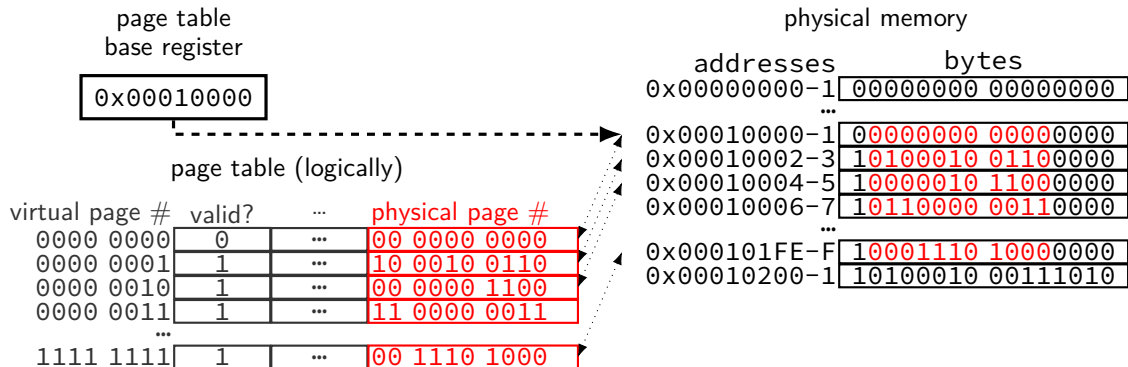 page table
base register
0x00010000
page table (logically)
virtual page # valid? ... physical page #
0000 0000 0 ... 00 0000 0000
0000 0001 1 ... 10 0010 0110
0000 0010 1 ... 00 0000 1100
0000 0011 1 ... 11 0000 0011
...
1111 1111 1 ... 00 1110 1000
physical memory
addresses bytes
0x00000000-1 00000000 00000000
...
0x00010000-1 00000000 00000000
0x00010002-3 10100010 01100000
0x00010004-5 10000010 11000000
0x00010006-7 10110000 00110000
...
0x000101FE-F 10001110 10000000
0x00010200-1 10100010 00111010